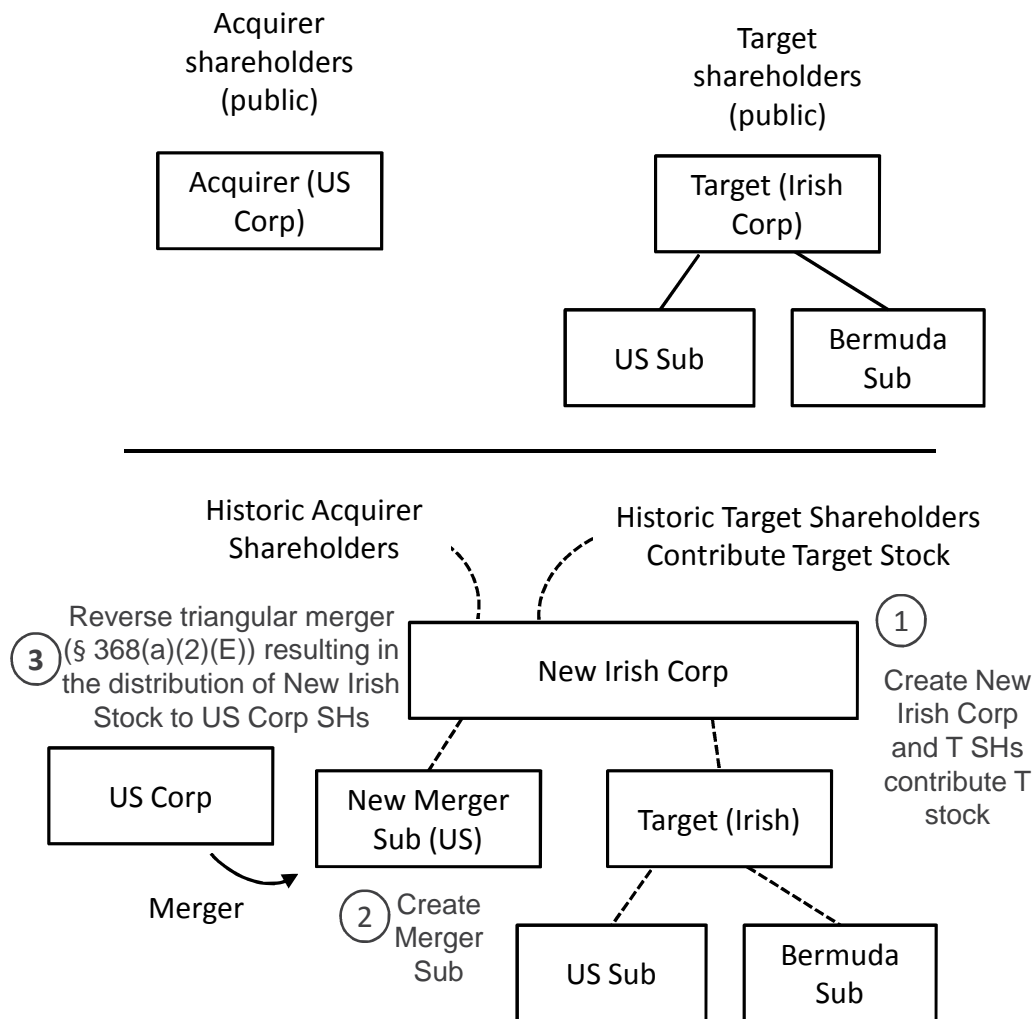 Acquirer
shareholders
(public)
Target
shareholders
(public)
Acquirer (US
Corp)
Target (Irish
Corp)
US Sub
Bermuda
Sub
Historic Acquirer
Shareholders
Historic Target Shareholders
Contribute Target Stock
3
Reverse triangular merger
(§ 368(a)(2)(E)) resulting in
the distribution of New Irish
Stock to US Corp SHs
New Irish Corp
1
Create New
Irish Corp
and T SHs
contribute T
stock
US Corp
New Merger
Sub (US)
Target (Irish)
Merger
2
Create
Merger
Sub
US Sub
Bermuda
Sub